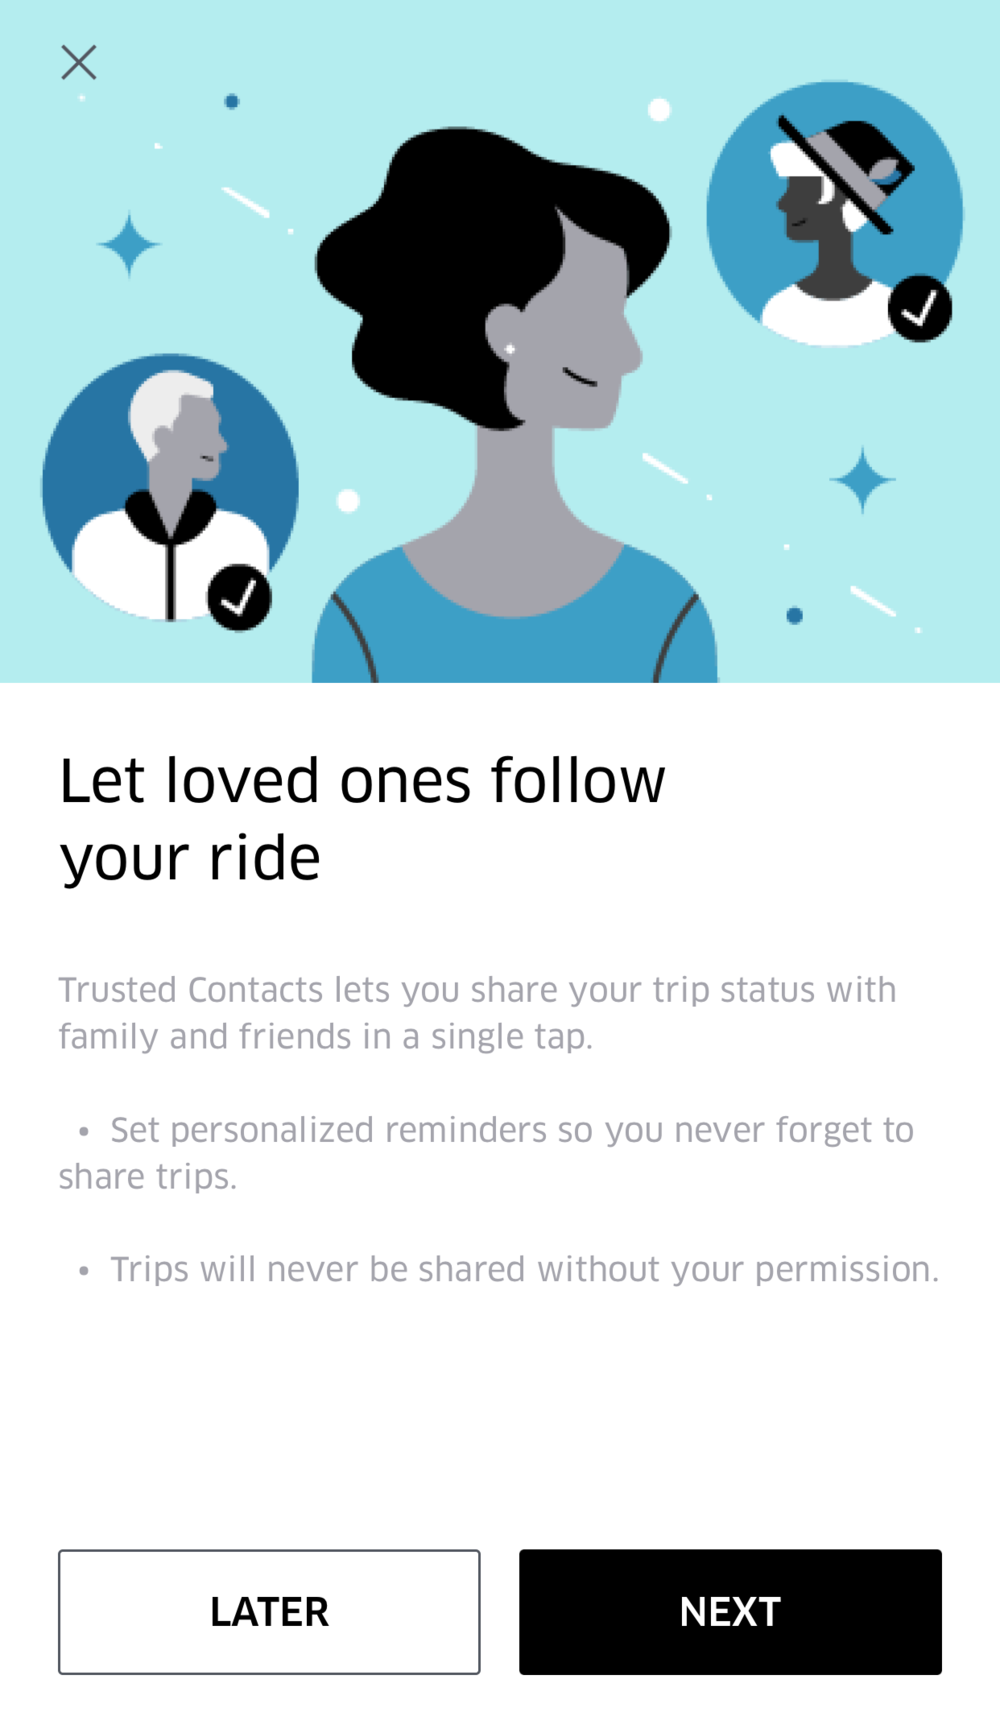 Let loved ones follow
your ride
Trusted Contacts lets you share your trip status with
family and friends in a single tap.
• Set personalized reminders so you never forget to
share trips.
• Trips will never be shared without your permission.
LATER
NEXT